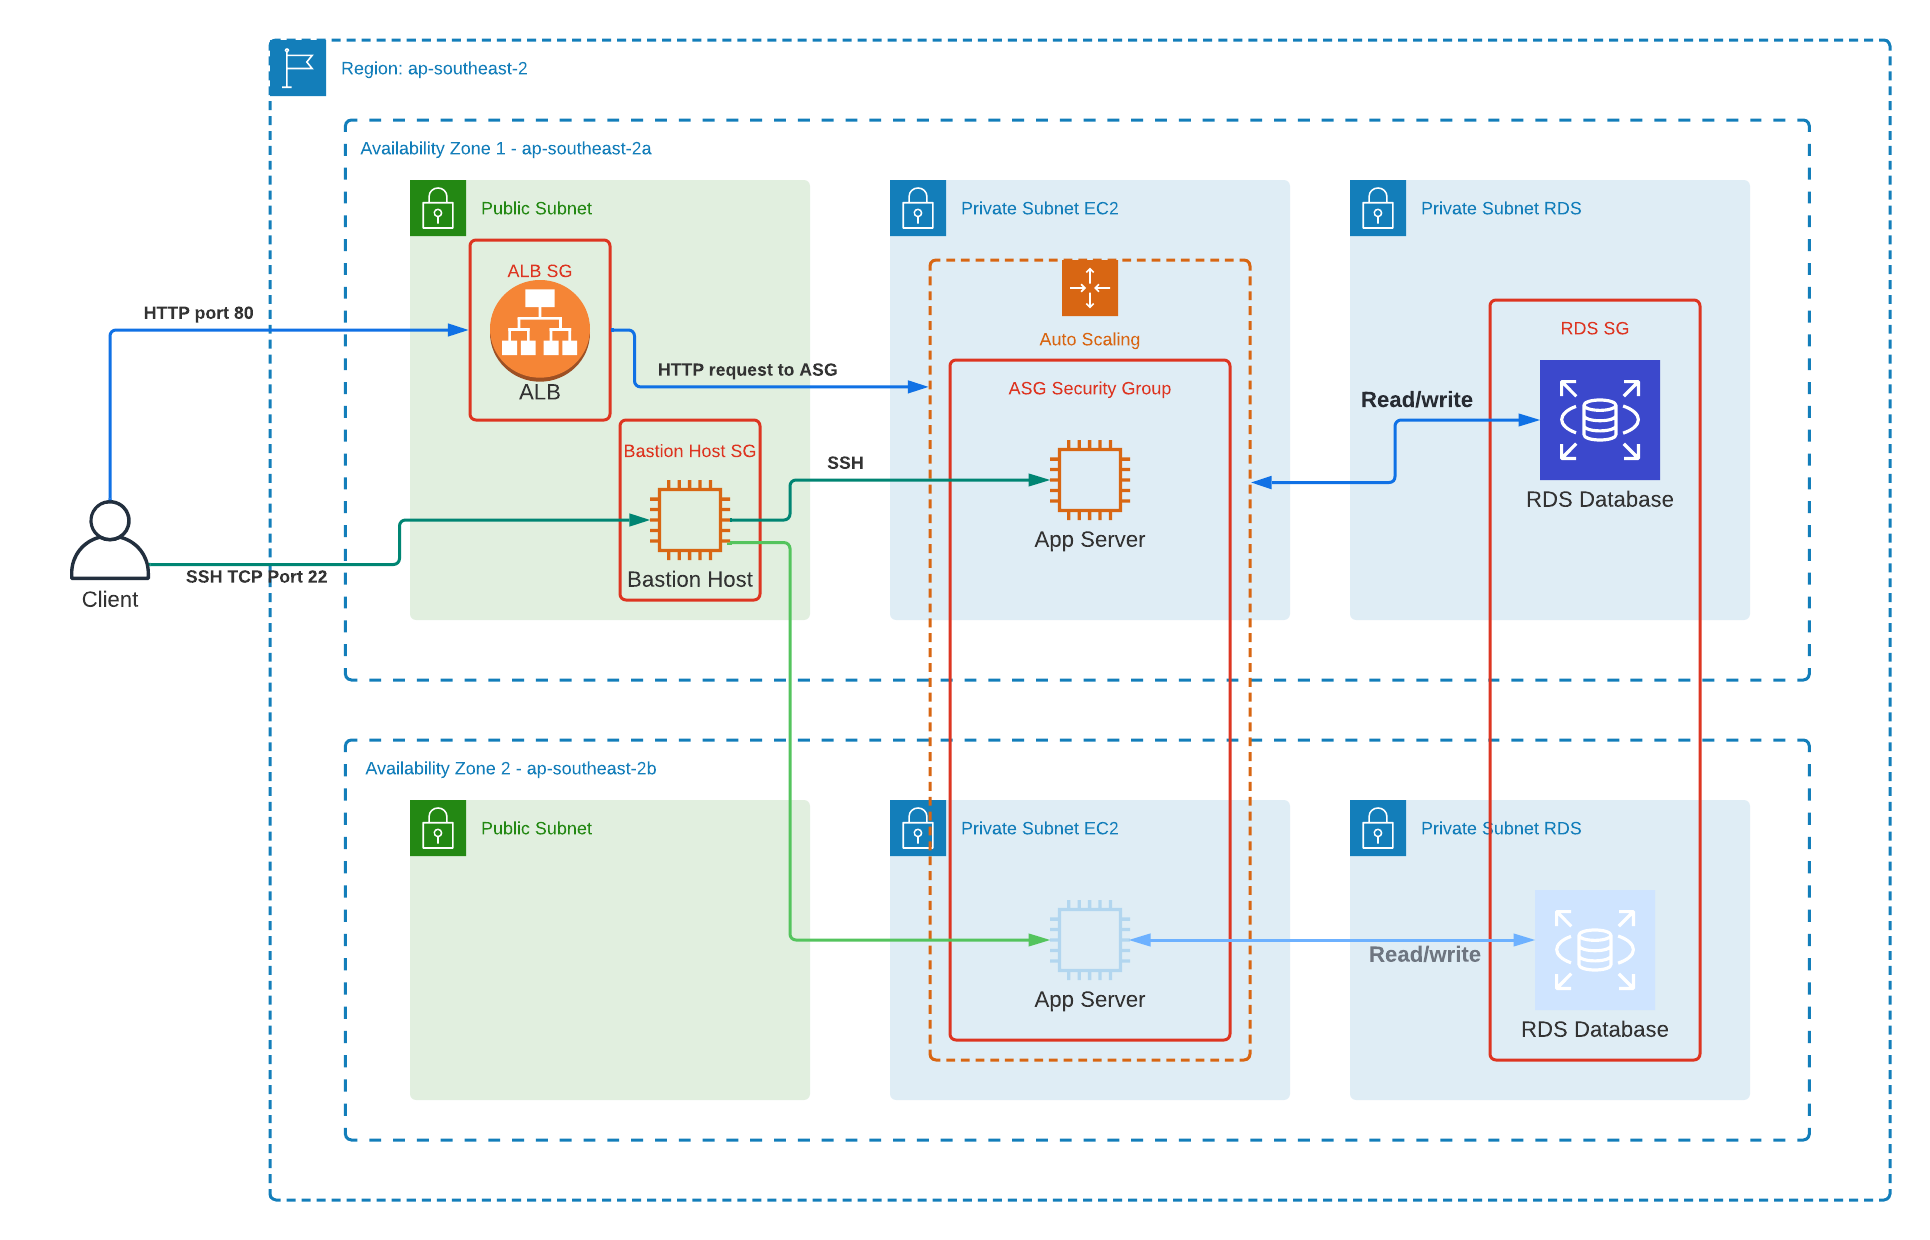 Region: ap-southeast-2
Availability Zone 1 - ap-southeast-2a
Public Subnet
Private Subnet EC2
Private Subnet RDS
ALB SG
ALB
HTTP port 80
HTTP request to ASG
Auto Scaling
ASG Security Group
RDS SG
Read/write
Bastion Host SG
SSH
Bastion Host
App Server
RDS Database
SSH TCP Port 22
Client
Availability Zone 2 - ap-southeast-2b
Public Subnet
Private Subnet EC2
Private Subnet RDS
Read/write
App Server
RDS Database